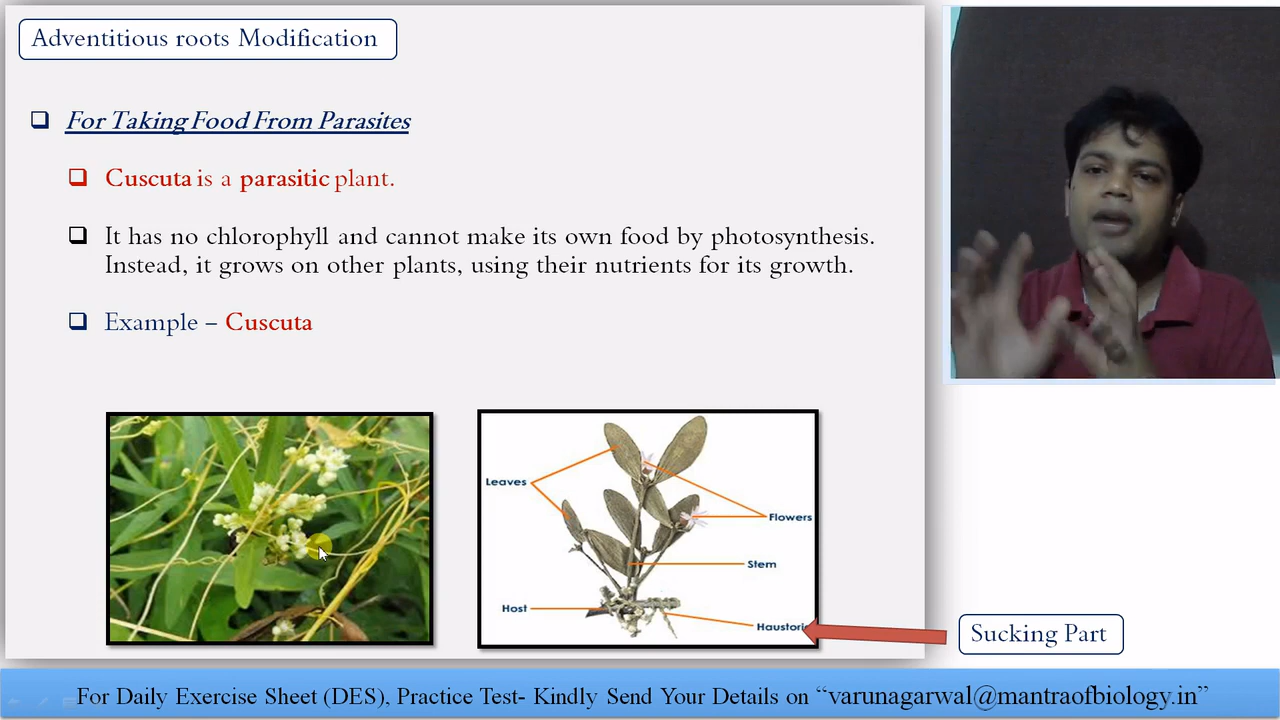 Adventitious roots Modification
For Taking Food From Parasites
Cuscuta is a parasitic plant.
It has no chlorophyll and cannot make its own food by photosynthesis.
Instead, it grows on other plants, using their nutrients for its growth.
Example – Cuscuta
Leaves
Flowers
Stem
Host
Haustoria
Sucking Part
For Daily Exercise Sheet (DES), Practice Test- Kindly Send Your Details on “varunagarwal@mantraofbiology.in”